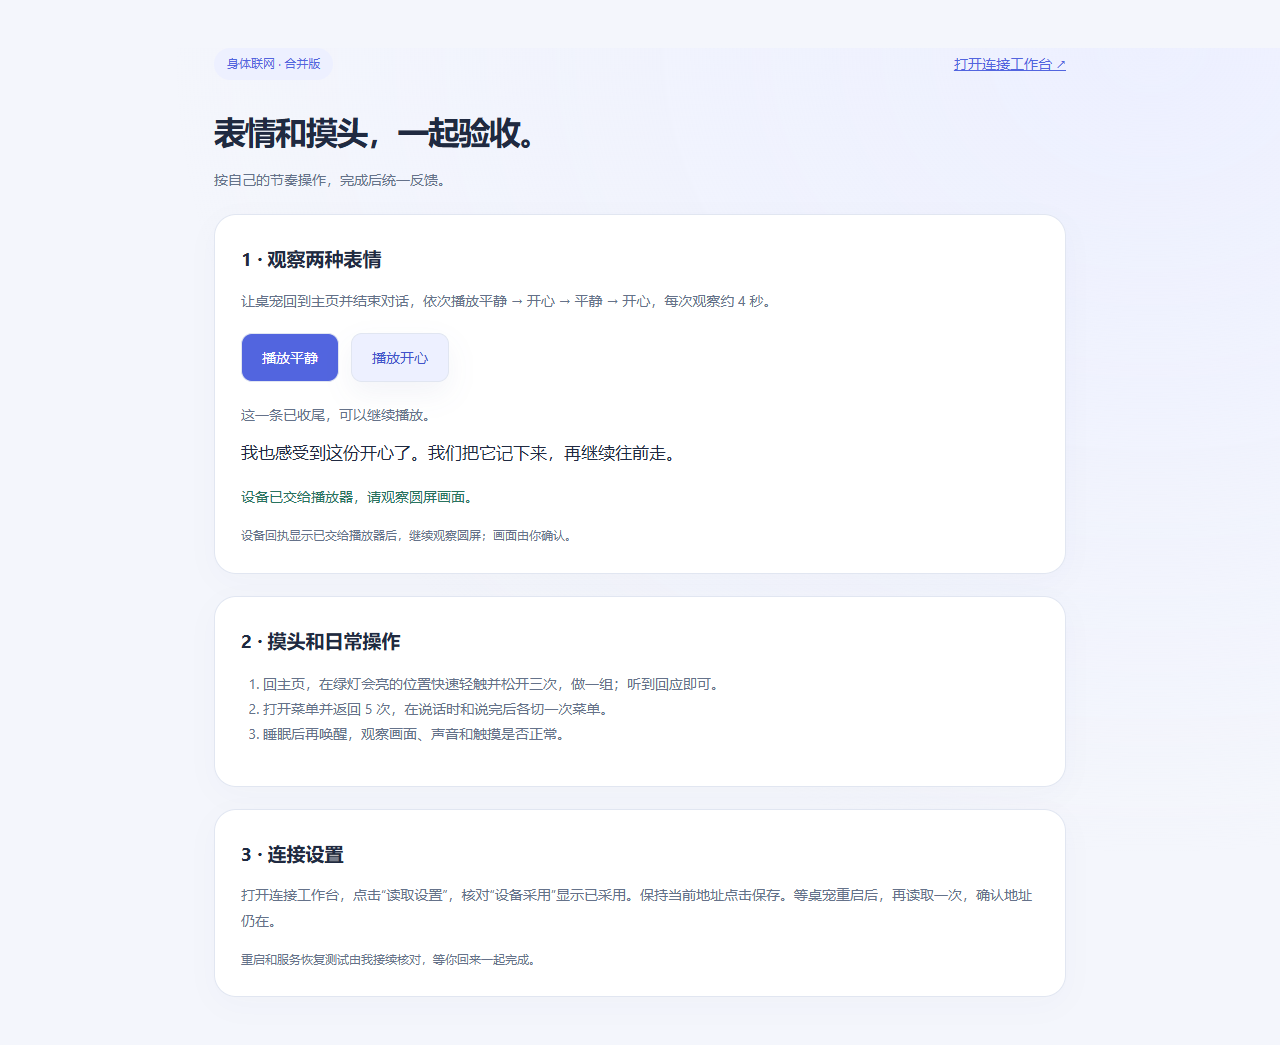 身体联网 · 合并版
打开连接工作台 ↗
表情和摸头，一起验收。
按自己的节奏操作，完成后统一反馈。
1 · 观察两种表情
让桌宠回到主页并结束对话，依次播放平静 → 开心 → 平静 → 开心，每次观察约 4 秒。
播放平静
播放开心
这一条已收尾，可以继续播放。
我也感受到这份开心了。我们把它记下来，再继续往前走。
设备已交给播放器，请观察圆屏画面。
设备回执显示已交给播放器后，继续观察圆屏；画面由你确认。
2 · 摸头和日常操作
1. 回主页，在绿灯会亮的位置快速轻触并松开三次，做一组；听到回应即可。
2. 打开菜单并返回 5 次，在说话时和说完后各切一次菜单。
3. 睡眠后再唤醒，观察画面、声音和触摸是否正常。
3 · 连接设置
打开连接工作台，点击“读取设置”，核对“设备采用”显示已采用。保持当前地址点击保存。等桌宠重启后，再读取一次，确认地址
仍在。
重启和服务恢复测试由我接续核对，等你回来一起完成。